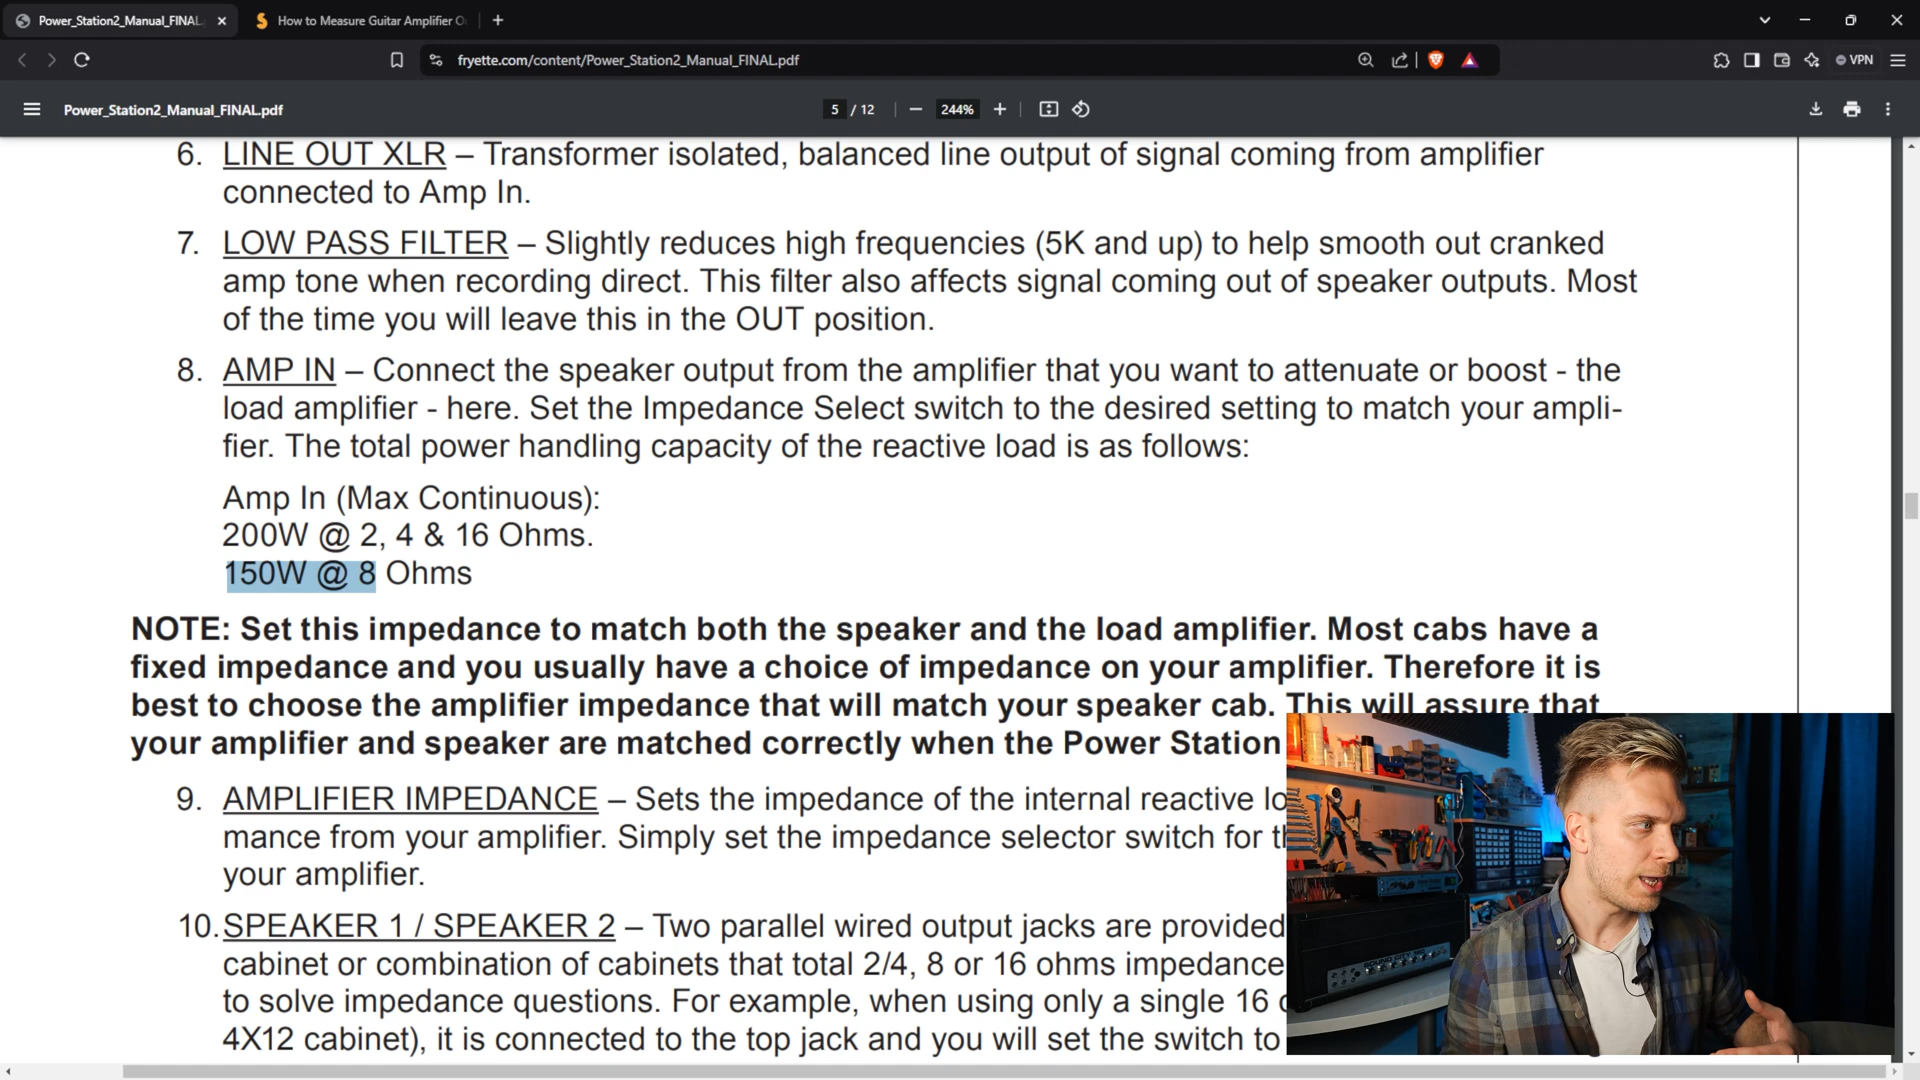 Power_Station2_Manual_FINAL
How to Measure Guitar Amplifier O
fryette.com/content/Power_Station2_Manual_FINAL.pdf
VPN
Power_Station2_Manual_FINAL.pdf
5 / 12
244%
6. LINE OUT XLR – Transformer isolated, balanced line output of signal coming from amplifier
connected to Amp In.
7. LOW PASS FILTER – Slightly reduces high frequencies (5K and up) to help smooth out cranked
amp tone when recording direct. This filter also affects signal coming out of speaker outputs. Most
of the time you will leave this in the OUT position.
8. AMP IN – Connect the speaker output from the amplifier that you want to attenuate or boost - the
load amplifier - here. Set the Impedance Select switch to the desired setting to match your ampli-
fier. The total power handling capacity of the reactive load is as follows:
Amp In (Max Continuous):
200W @ 2, 4 & 16 Ohms.
150W @ 8 Ohms
NOTE: Set this impedance to match both the speaker and the load amplifier. Most cabs have a
fixed impedance and you usually have a choice of impedance on your amplifier. Therefore it is
best to choose the amplifier impedance that will match your speaker cab. This will assure that
your amplifier and speaker are matched correctly when the Power Station
9. AMPLIFIER IMPEDANCE – Sets the impedance of the internal reactive lo
mance from your amplifier. Simply set the impedance selector switch for th
your amplifier.
10. SPEAKER 1 / SPEAKER 2 – Two parallel wired output jacks are provided
cabinet or combination of cabinets that total 2/4, 8 or 16 ohms impedance
to solve impedance questions. For example, when using only a single 16 o
4X12 cabinet), it is connected to the top jack and you will set the switch to